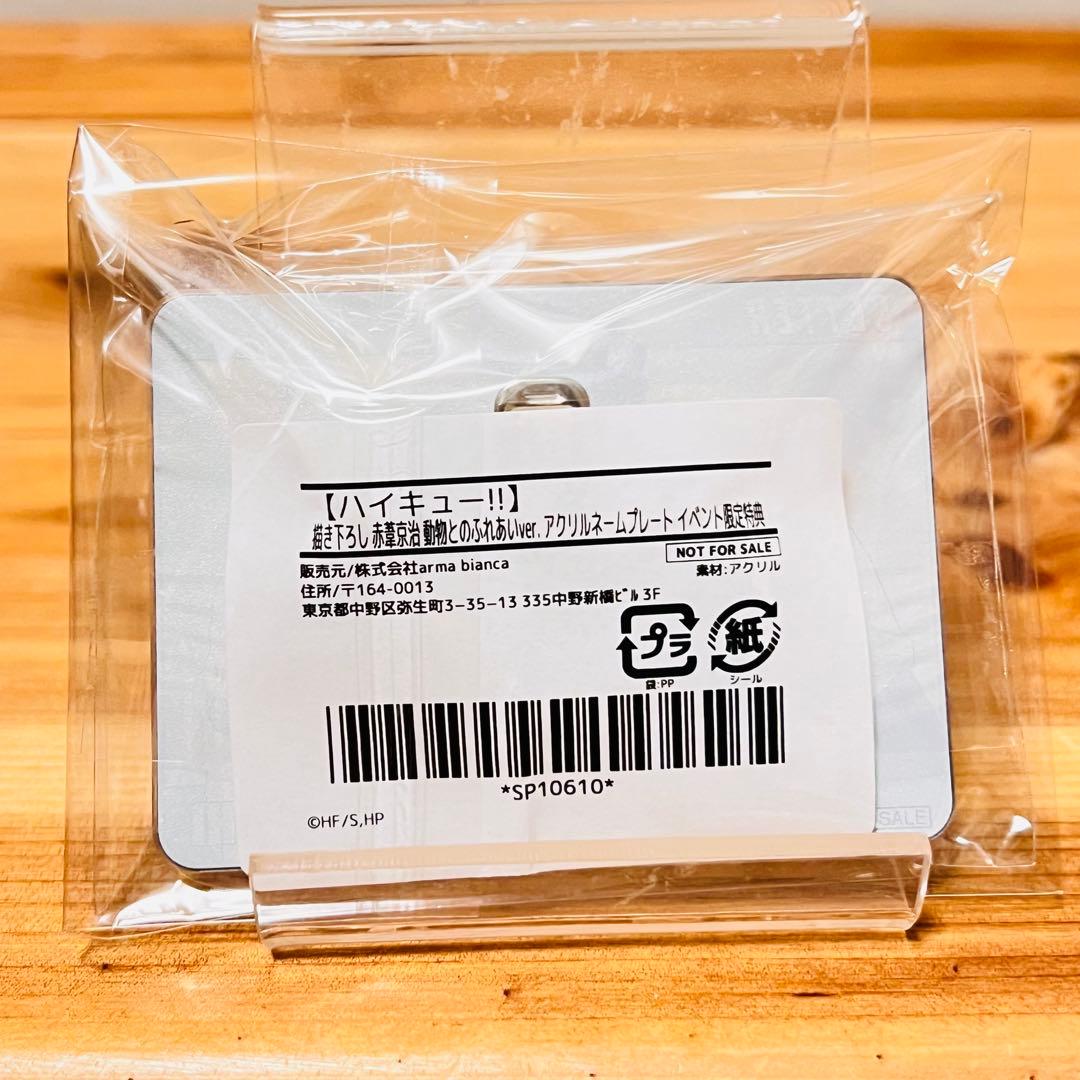 【ハイキュー!!】
描き下ろし 赤葦京治 動物とのふれあいver. アクリルネームプレート イベント限定特典
NOT FOR SALE
販売元/株式会社arma bianca
素材:アクリル
住所/〒164-0013
東京都中野区弥生町3-35-13 335中野新橋ﾋﾞﾙ 3F
プラ
紙
袋:PP
シール
*SP10610*
©HF/S,HP
SALE